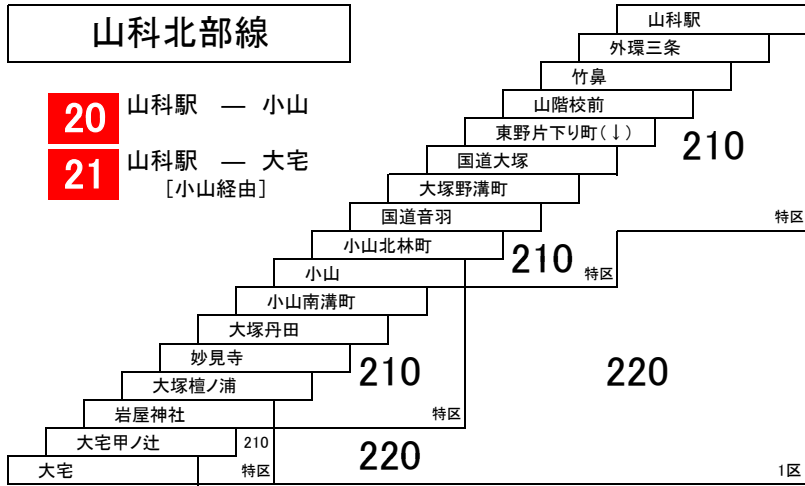 山科北部線
山科駅
外環三条
竹鼻
20 山科駅 ― 小山
山階校前
東野片下り町(↓)
210
21 山科駅 ― 大宅
国道大塚
[小山経由]
大塚野溝町
国道音羽
特区
小山北林町
210
小山
特区
小山南溝町
大塚丹田
妙見寺
210
220
大塚檀ノ浦
岩屋神社
特区
大宅甲ノ辻
210
220
大宅
特区
1区